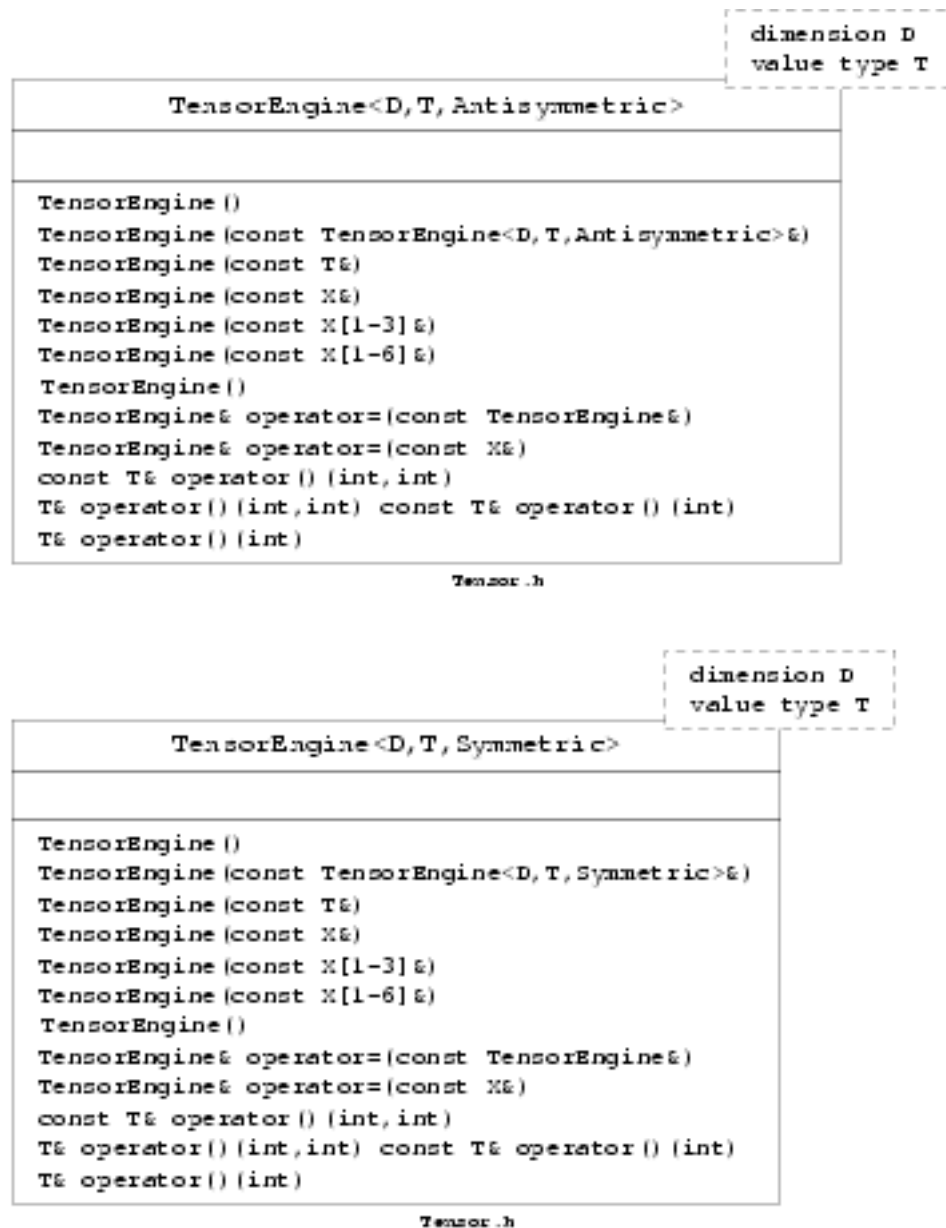 dimension D
value type T
TensorEngine<D,T,Antisymmetric>
TensorEngine()
TensorEngine(const TensorEngine<D,T,Antisymmetric>&)
TensorEngine(const T&)
TensorEngine(const X&)
TensorEngine(const X[1-3]&)
TensorEngine(const X[1-6]&)
TensorEngine()
TensorEngine& operator=(const TensorEngine&)
TensorEngine& operator=(const X&)
const T& operator()(int,int)
T& operator()(int,int) const T& operator()(int)
T& operator()(int)
Tensor.h
dimension D
value type T
TensorEngine<D,T,Symmetric>
TensorEngine()
TensorEngine(const TensorEngine<D,T,Symmetric>&)
TensorEngine(const T&)
TensorEngine(const X&)
TensorEngine(const X[1-3]&)
TensorEngine(const X[1-6]&)
TensorEngine()
TensorEngine& operator=(const TensorEngine&)
TensorEngine& operator=(const X&)
const T& operator()(int,int)
T& operator()(int,int) const T& operator()(int)
T& operator()(int)
Tensor.h